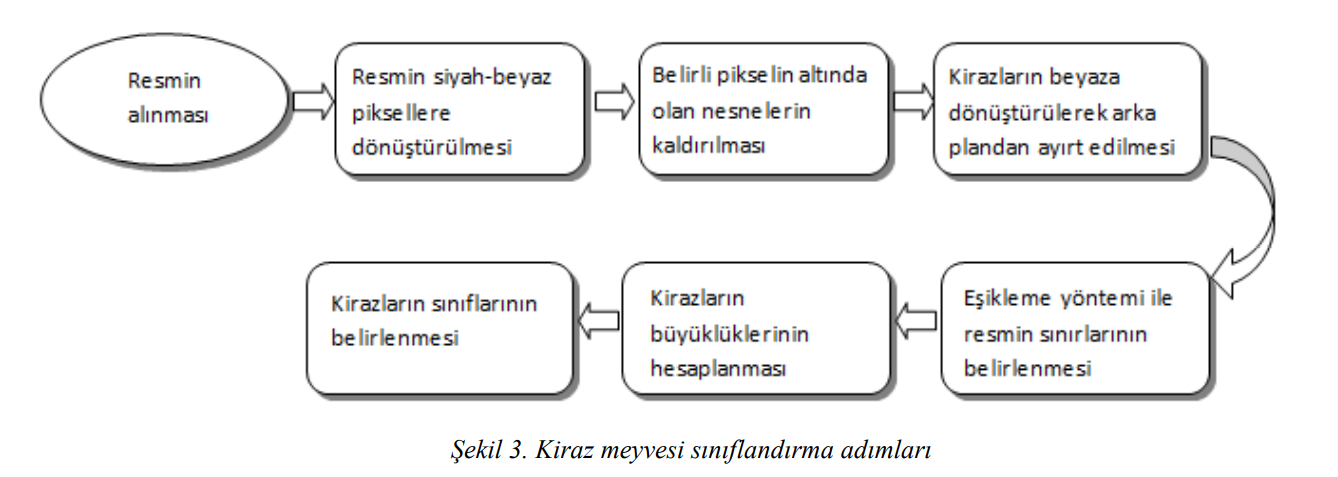 Resmin
alınması
Resmin siyah-beyaz
piksellere
dönüştürülmesi
Belirli pikselin altında
olan nesnelerin
kaldırılması
Kirazların beyaza
dönüştürülerek arka
plandan ayırt edilmesi
Eşikleme yöntemi ile
resmin sınırlarının
belirlenmesi
Kirazların
büyüklüklerinin
hesaplanması
Kirazların sınıflarının
belirlenmesi
Şekil 3. Kiraz meyvesi sınıflandırma adımları